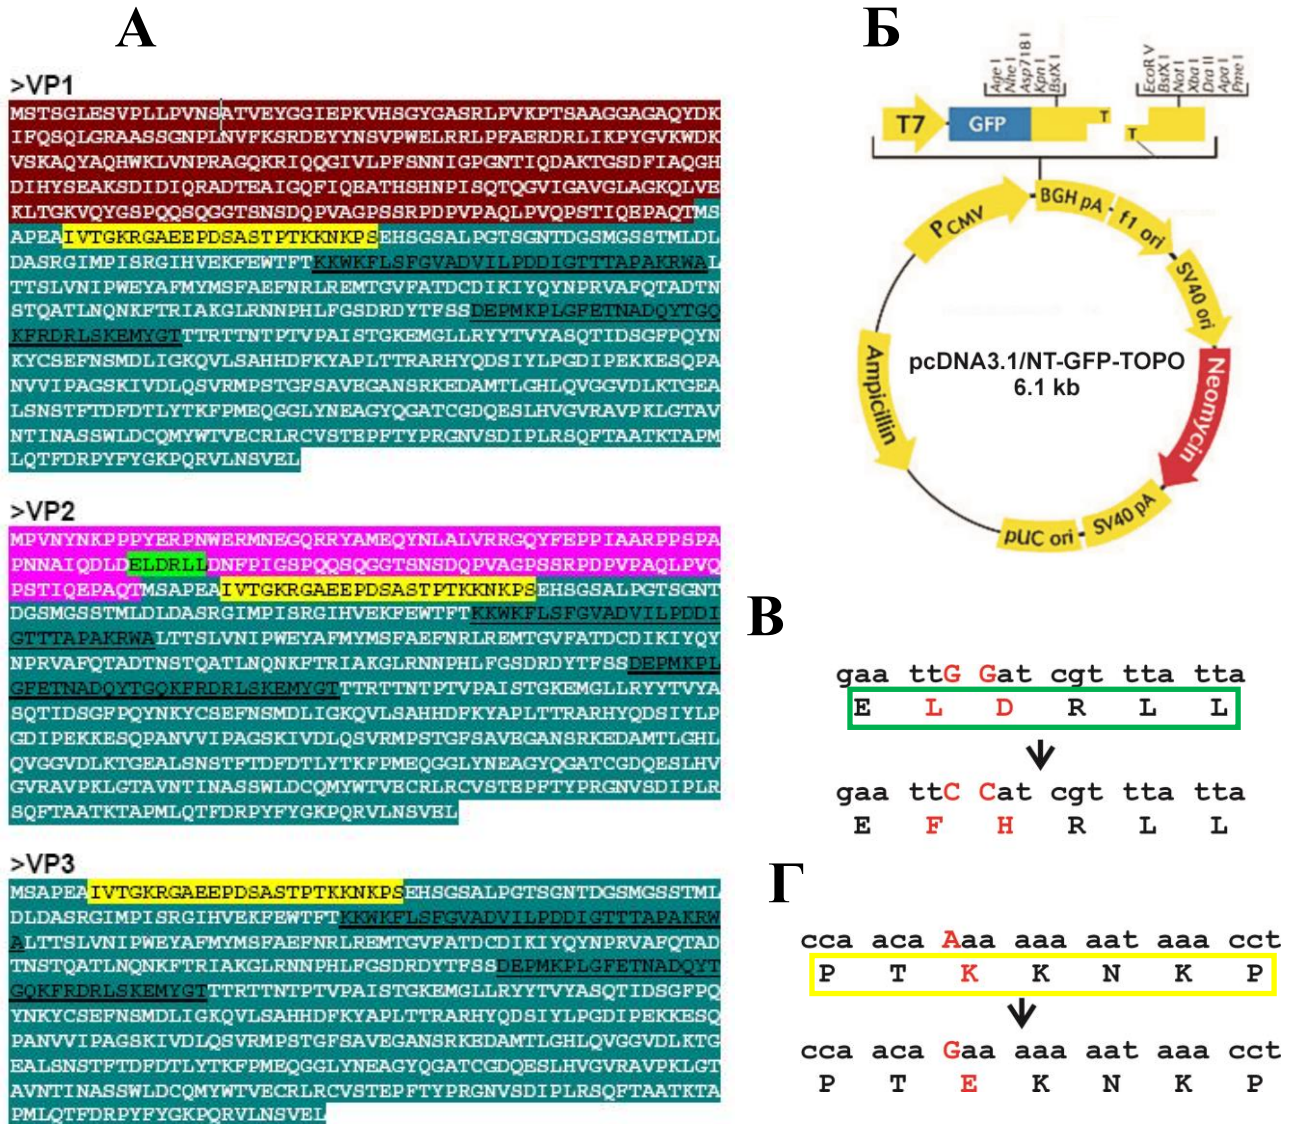 А
>VP1
MSTSGLESVPLLPVNSATVEYGGIEPKVHSGYGASRLPVKPTSAAGGAGAQYDK
IFQSQLGRAASSGNPLNVFKSRDEYYNSVPWELRRLPFAERDRLIKPYGVKWDK
VSKAQYAQHWKLVNPRAGQKRIQQGIVLPFSNNIGPGNTIQDAKTGSDFIAQGH
DIHYSEAKSDIDIQRADTEAIGQFIQEATHSHNPISQTQGVIGAVGLAGKQLVE
KLTGKVQYGSPQQSQGGTSNSDQPVAGPSSRPDPVPAQLPVQPSTIQEPAQTMS
APEAIVTGKRGAEEPDSASTPTKKNKPSEHSGSALPGTSGNTDGSMGSSTMLDL
DASRGIMPISRGIHVEKFEWTFTKKWKFLSFGVADVILPDDIGTTTAPAKRWAL
TTSLVNIPWEYAFMYMSFAEFNRLREMTGVFATDCDIKIYQYNPRVAFQTADTN
STQATLNQNKFTRIAKGLRNNPHLFGSDRDYTFSSDEPMKPLGFETNADQYTGQ
KFRDRLSKEMYGTTTRTTNTPTVPAISTGKEMGLLRYYTVYASQTIDSGFPQYN
KYCSEFNSMDLIGKQVLSAHHDFKYAPLTTRARHYQDSIYLPGDIPEKKESQPA
NVVIPAGSKIVDLQSVRMPSTGFSAVEGANSRKEDAMTLGHLQVGGVDLKTGEA
LSNSTFTDFDTLYTKFPMEQGGLYNEAGYQGATCGDQESLHVGVRAVPKLGTAV
NTINASSWLDCQMYWTVECRLRCVSTEPFTYPRGNVSDIPLRSQFTAATKTAPM
LQTFDRPYFYGKPQRVLNSVEL
>VP2
MPVNYNKPPPYERPNWERMNEGQRRYAMEQYNLALVRRGQYFEPPIAARPPSPA
PNNAIQDLDELDRLLDNFPIGSPQQSQGGTSNSDQPVAGPSSRPDPVPAQLPVQ
PSTIQEPAQTMSAPEAIVTGKRGAEEPDSASTPTKKNKPSEHSGSALPGTSGNT
DGSMGSSTMLDLDASRGIMPISRGIHVEKFEWTFTKKWKFLSFGVADVILPDDI
GTTTAPAKRWALTTSLVNIPWEYAFMYMSFAEFNRLREMTGVFATDCDIKIYQY
NPRVAFQTADTNSTQATLNQNKFTRIAKGLRNNPHLFGSDRDYTFSSDEPMKPL
GFETNADQYTGQKFRDRLSKEMYGTTTRTTNTPTVPAISTGKEMGLLRYYTVYA
SQTIDSGFPQYNKYCSEFNSMDLIGKQVLSAHHDFKYAPLTTRARHYQDSIYLP
GDIPEKKESQPANVVIPAGSKIVDLQSVRMPSTGFSAVEGANSRKEDAMTLGHL
QVGGVDLKTGEALSNSTFTDFDTLYTKFPMEQGGLYNEAGYQGATCGDQESLHV
GVRAVPKLGTAVNTINASSWLDCQMYWTVECRLRCVSTEPFTYPRGNVSDIPLR
SQFTAATKTAPMLQTFDRPYFYGKPQRVLNSVEL
>VP3
MSAPEAIVTGKRGAEEPDSASTPTKKNKPSEHSGSALPGTSGNTDGSMGSSTML
DLDASRGIMPISRGIHVEKFEWTFTKKWKFLSFGVADVILPDDIGTTTAPAKRW
ALTTSLVNIPWEYAFMYMSFAEFNRLREMTGVFATDCDIKIYQYNPRVAFQTAD
TNSTQATLNQNKFTRIAKGLRNNPHLFGSDRDYTFSSDEPMKPLGFETNADQYT
GQKFRDRLSKEMYGTTTRTTNTPTVPAISTGKEMGLLRYYTVYASQTIDSGFPQ
YNKYCSEFNSMDLIGKQVLSAHHDFKYAPLTTRARHYQDSIYLPGDIPEKKESQ
PANVVIPAGSKIVDLQSVRMPSTGFSAVEGANSRKEDAMTLGHLQVGGVDLKTG
EALSNSTFTDFDTLYTKFPMEQGGLYNEAGYQGATCGDQESLHVGVRAVPKLGT
AVNTINASSWLDCQMYWTVECRLRCVSTEPFTYPRGNVSDIPLRSQFTAATKTA
PMLQTFDRPYFYGKPQRVLNSVEL
Б
Age I
Nhe I
Asp718 I
Kpn I
BstX I
EcoR V
BstX I
Not I
Xba I
Dra II
Apa I
Pme I
T7
GFP
T
T
PCMV
BGH pA
f1 ori
SV40 ori
Neomycin
SV40 pA
pUC ori
Ampicillin
pcDNA3.1/NT-GFP-TOPO
6.1 kb
В
gaa ttG Gat cgt tta tta
E L D R L L
gaa ttC Cat cgt tta tta
E F H R L L
Г
cca aca Aaa aaa aat aaa cct
P T K K N K P
cca aca Gaa aaa aat aaa cct
P T E K N K P